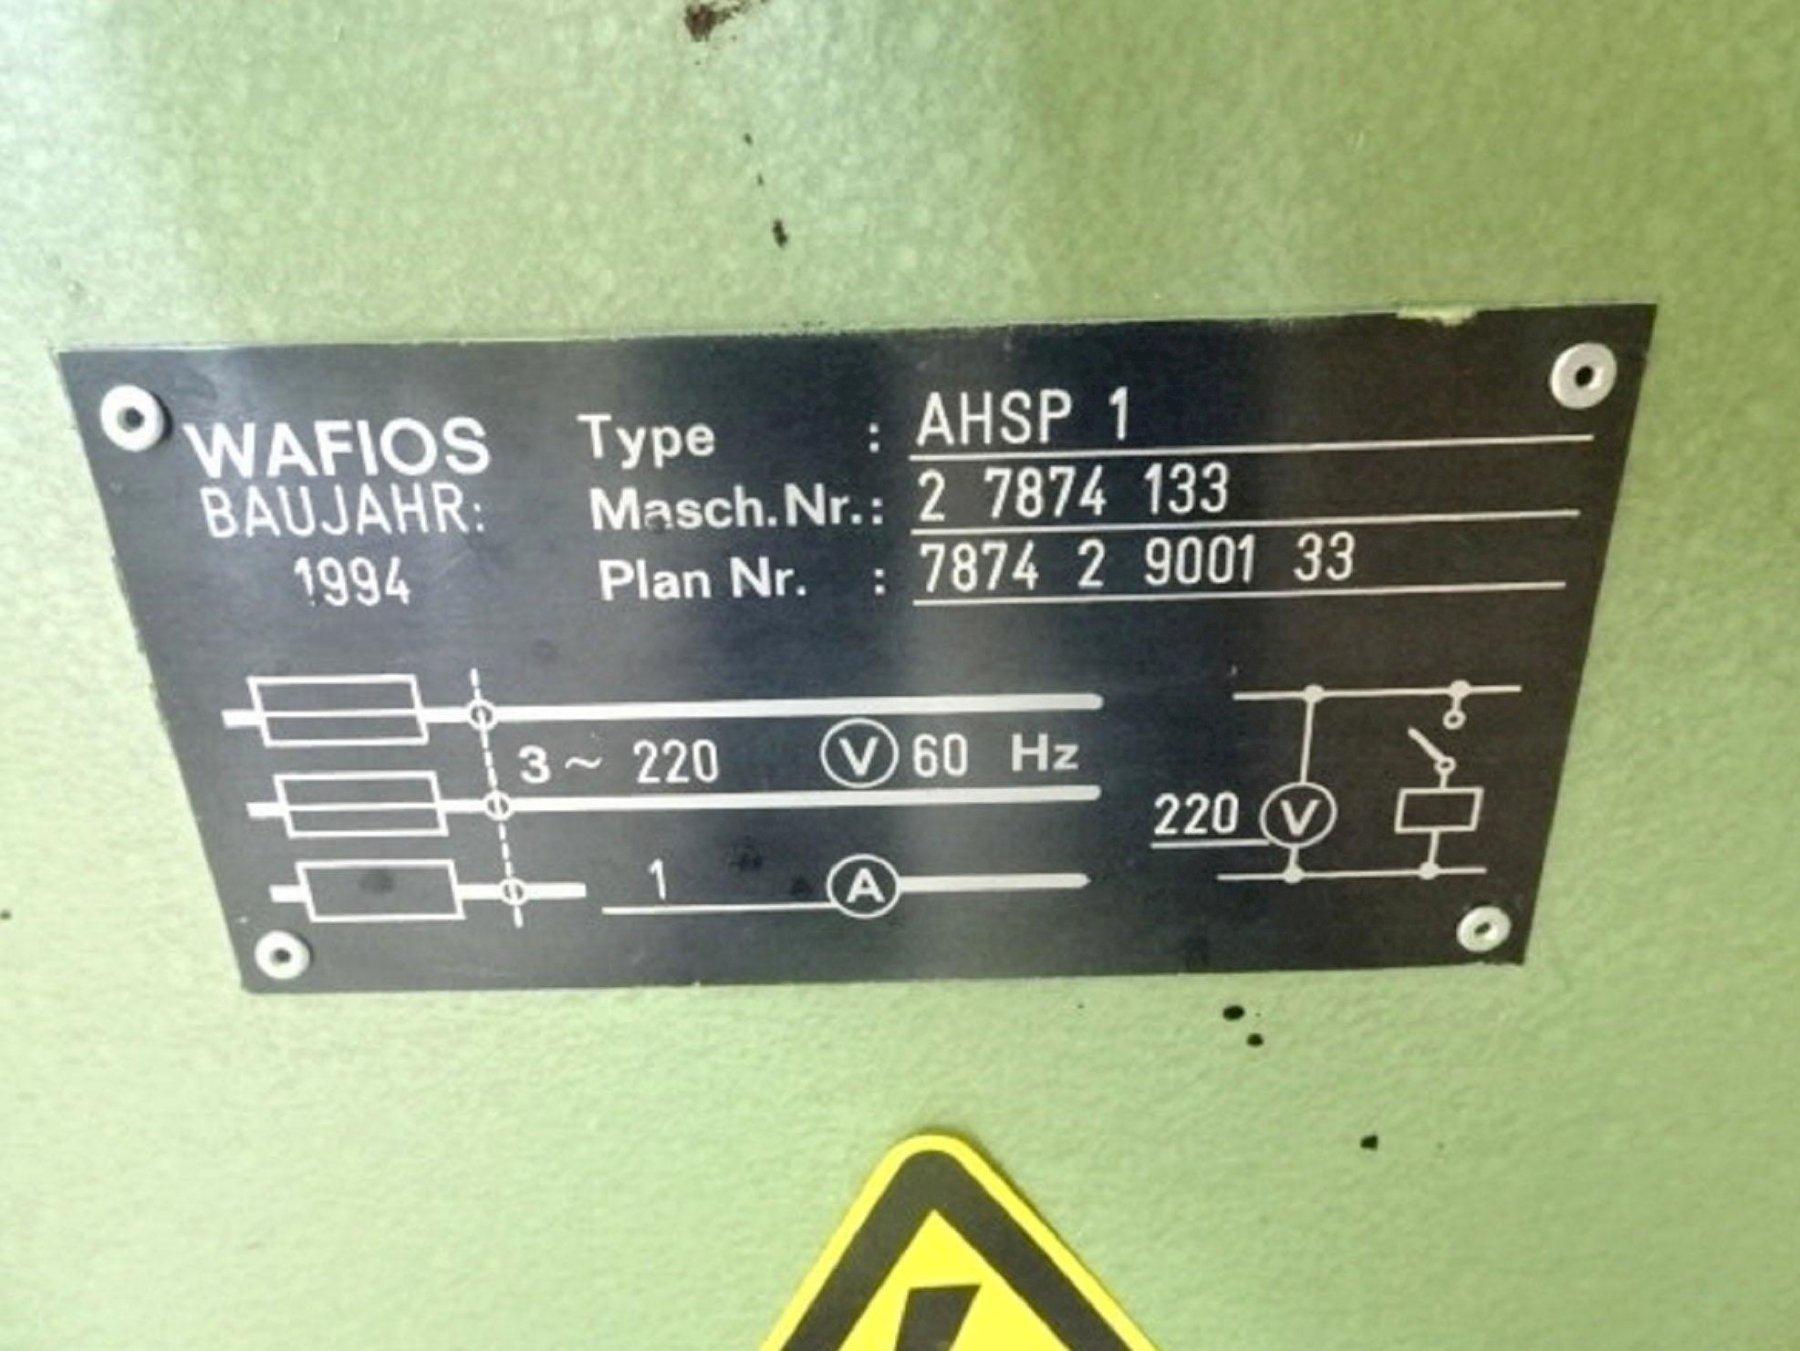 WAFIOS
BAUJAHR:
1994
Type : AHSP 1
Masch.Nr.: 2 7874 133
Plan Nr. : 7874 2 9001 33
3~ 220 V 60 Hz
1 A
220 V